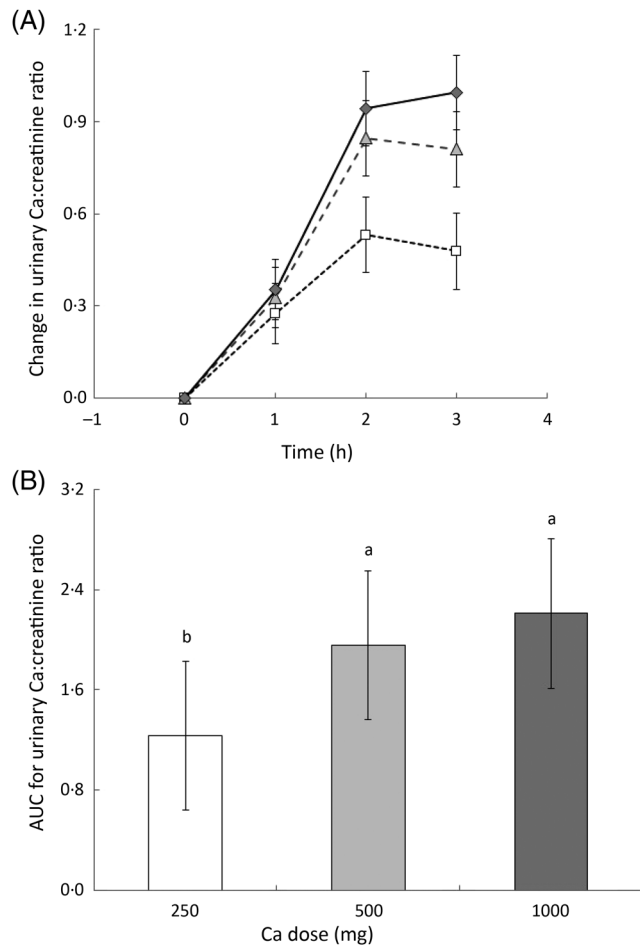 (A)
Change in urinary Ca:creatinine ratio
1·2
0·9
0·6
0·3
0·0
–1
0
1
2
3
4
Time (h)
(B)
AUC for urinary Ca:creatinine ratio
3·2
2·4
1·6
0·8
0·0
b
a
a
250
500
1000
Ca dose (mg)